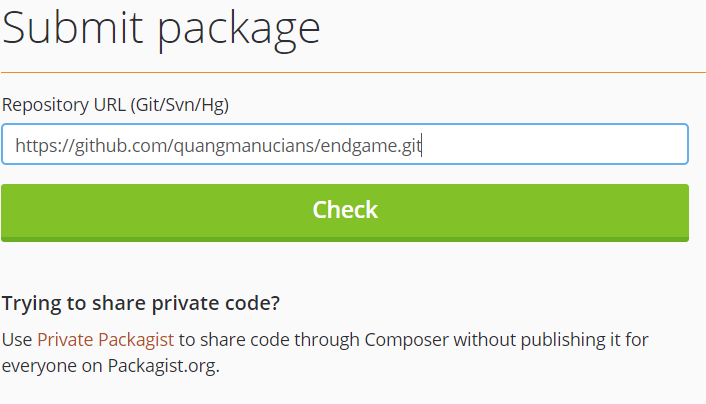 Submit package
Repository URL (Git/Svn/Hg)
https://github.com/quangmanucians/endgame.git
Check
Trying to share private code?
Use Private Packagist to share code through Composer without publishing it for
everyone on Packagist.org.